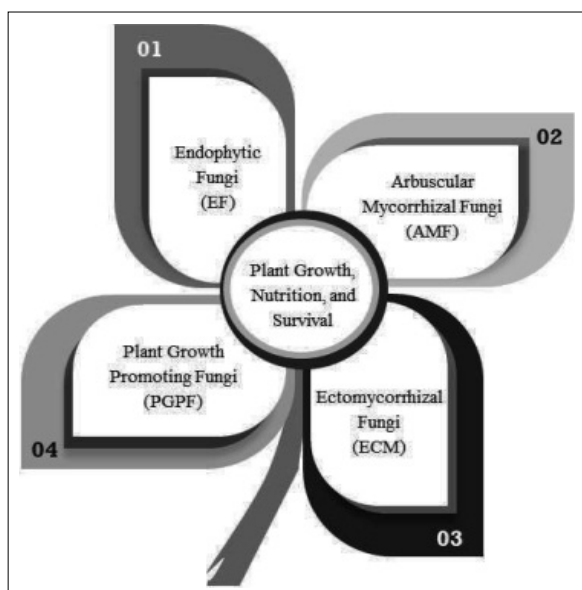 01
Endophytic
Fungi
(EF)
02
Arbuscular
Mycorrhizal Fungi
(AMF)
Plant Growth,
Nutrition, and
Survival
Plant Growth
Promoting Fungi
(PGPF)
04
Ectomycorrhizal
Fungi
(ECM)
03